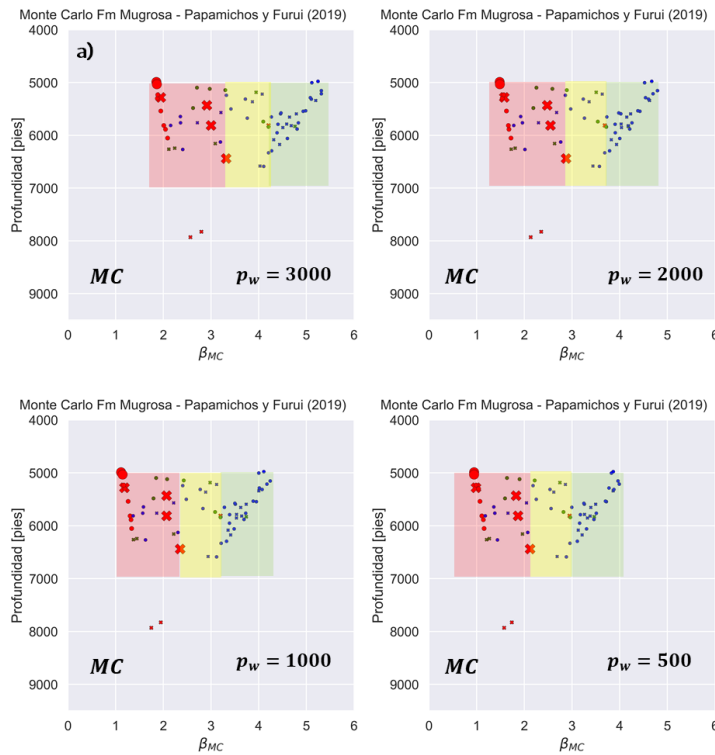 Monte Carlo Fm Mugrosa - Papamichos y Furui (2019)
a)
4000
5000
6000
7000
8000
9000
Profundidad [pies]
MC
p_w = 3000
0 1 2 3 4 5 6
β_MC
Monte Carlo Fm Mugrosa - Papamichos y Furui (2019)
4000
5000
6000
7000
8000
9000
Profundidad [pies]
MC
p_w = 2000
0 1 2 3 4 5 6
β_MC
Monte Carlo Fm Mugrosa - Papamichos y Furui (2019)
4000
5000
6000
7000
8000
9000
Profundidad [pies]
MC
p_w = 1000
0 1 2 3 4 5 6
β_MC
Monte Carlo Fm Mugrosa - Papamichos y Furui (2019)
4000
5000
6000
7000
8000
9000
Profundidad [pies]
MC
p_w = 500
0 1 2 3 4 5 6
β_MC